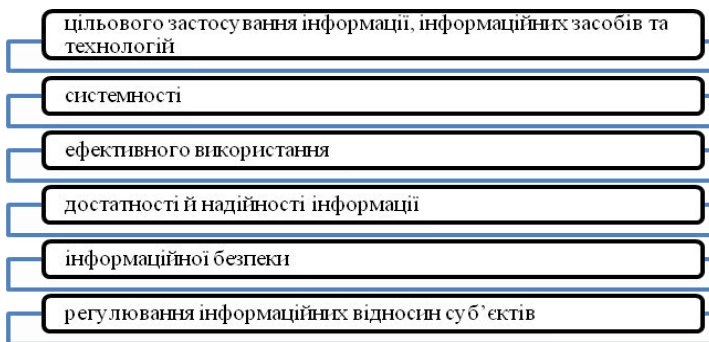 цільового застосування інформації, інформаційних засобів та
технологій
системності
ефективного використання
достатності й надійності інформації
інформаційної безпеки
регулювання інформаційних відносин суб’єктів